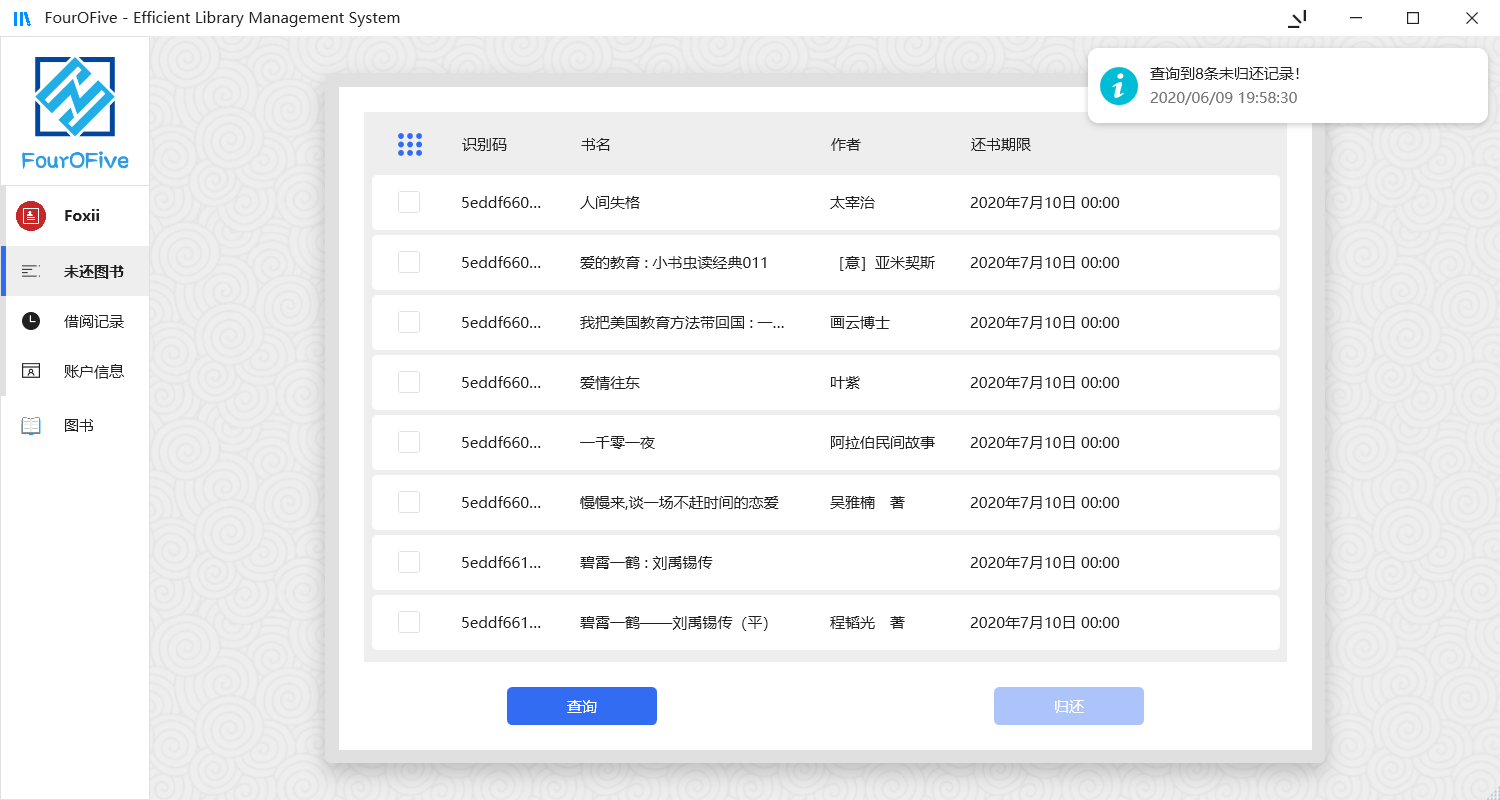 FourOFive - Efficient Library Management System
查询到8条未归还记录!
2020/06/09 19:58:30
FourOFive
Foxii
未还图书
借阅记录
账户信息
图书
识别码 书名 作者 还书期限
5eddf660... 人间失格 太宰治 2020年7月10日 00:00
5eddf660... 爱的教育 : 小书虫读经典011 ［意］亚米契斯 2020年7月10日 00:00
5eddf660... 我把美国教育方法带回国 : 一... 画云博士 2020年7月10日 00:00
5eddf660... 爱情往东 叶紫 2020年7月10日 00:00
5eddf660... 一千零一夜 阿拉伯民间故事 2020年7月10日 00:00
5eddf660... 慢慢来,谈一场不赶时间的恋爱 吴雅楠　著 2020年7月10日 00:00
5eddf661... 碧霄一鹤 : 刘禹锡传 2020年7月10日 00:00
5eddf661... 碧霄一鹤——刘禹锡传（平） 程韬光　著 2020年7月10日 00:00
查询 归还